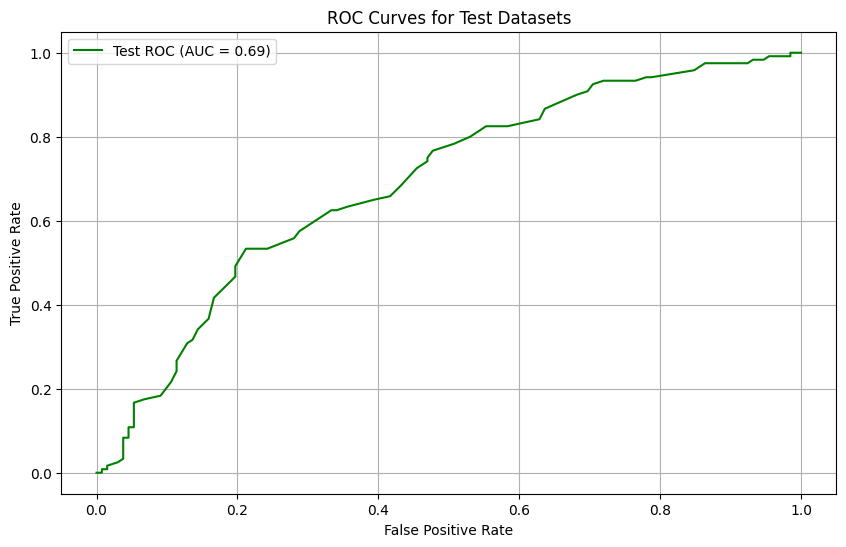 ROC Curves for Test Datasets
Test ROC (AUC = 0.69)
True Positive Rate
1.0
0.8
0.6
0.4
0.2
0.0
0.0 0.2 0.4 0.6 0.8 1.0
False Positive Rate